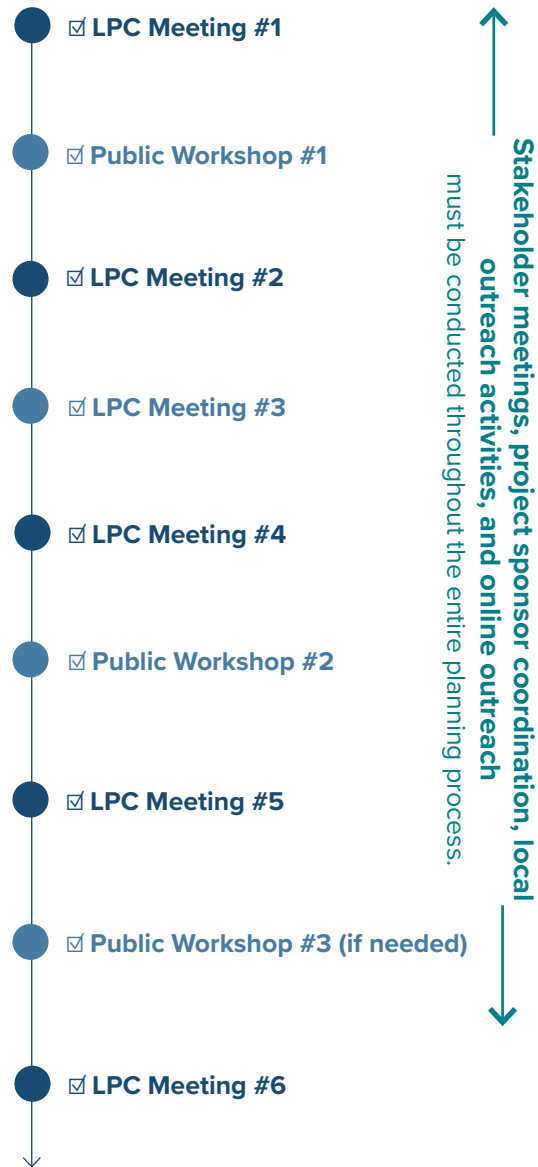 ☑ LPC Meeting #1
☑ Public Workshop #1
☑ LPC Meeting #2
☑ LPC Meeting #3
☑ LPC Meeting #4
☑ Public Workshop #2
☑ LPC Meeting #5
☑ Public Workshop #3 (if needed)
☑ LPC Meeting #6
Stakeholder meetings, project sponsor coordination, local
outreach activities, and online outreach
must be conducted throughout the entire planning process.